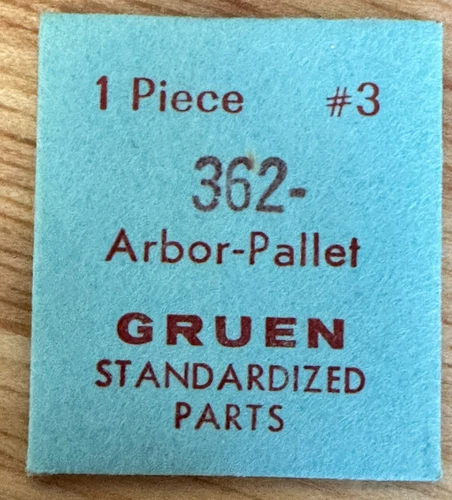 1 Piece #3
362-
Arbor-Pallet
GRUEN
STANDARDIZED
PARTS